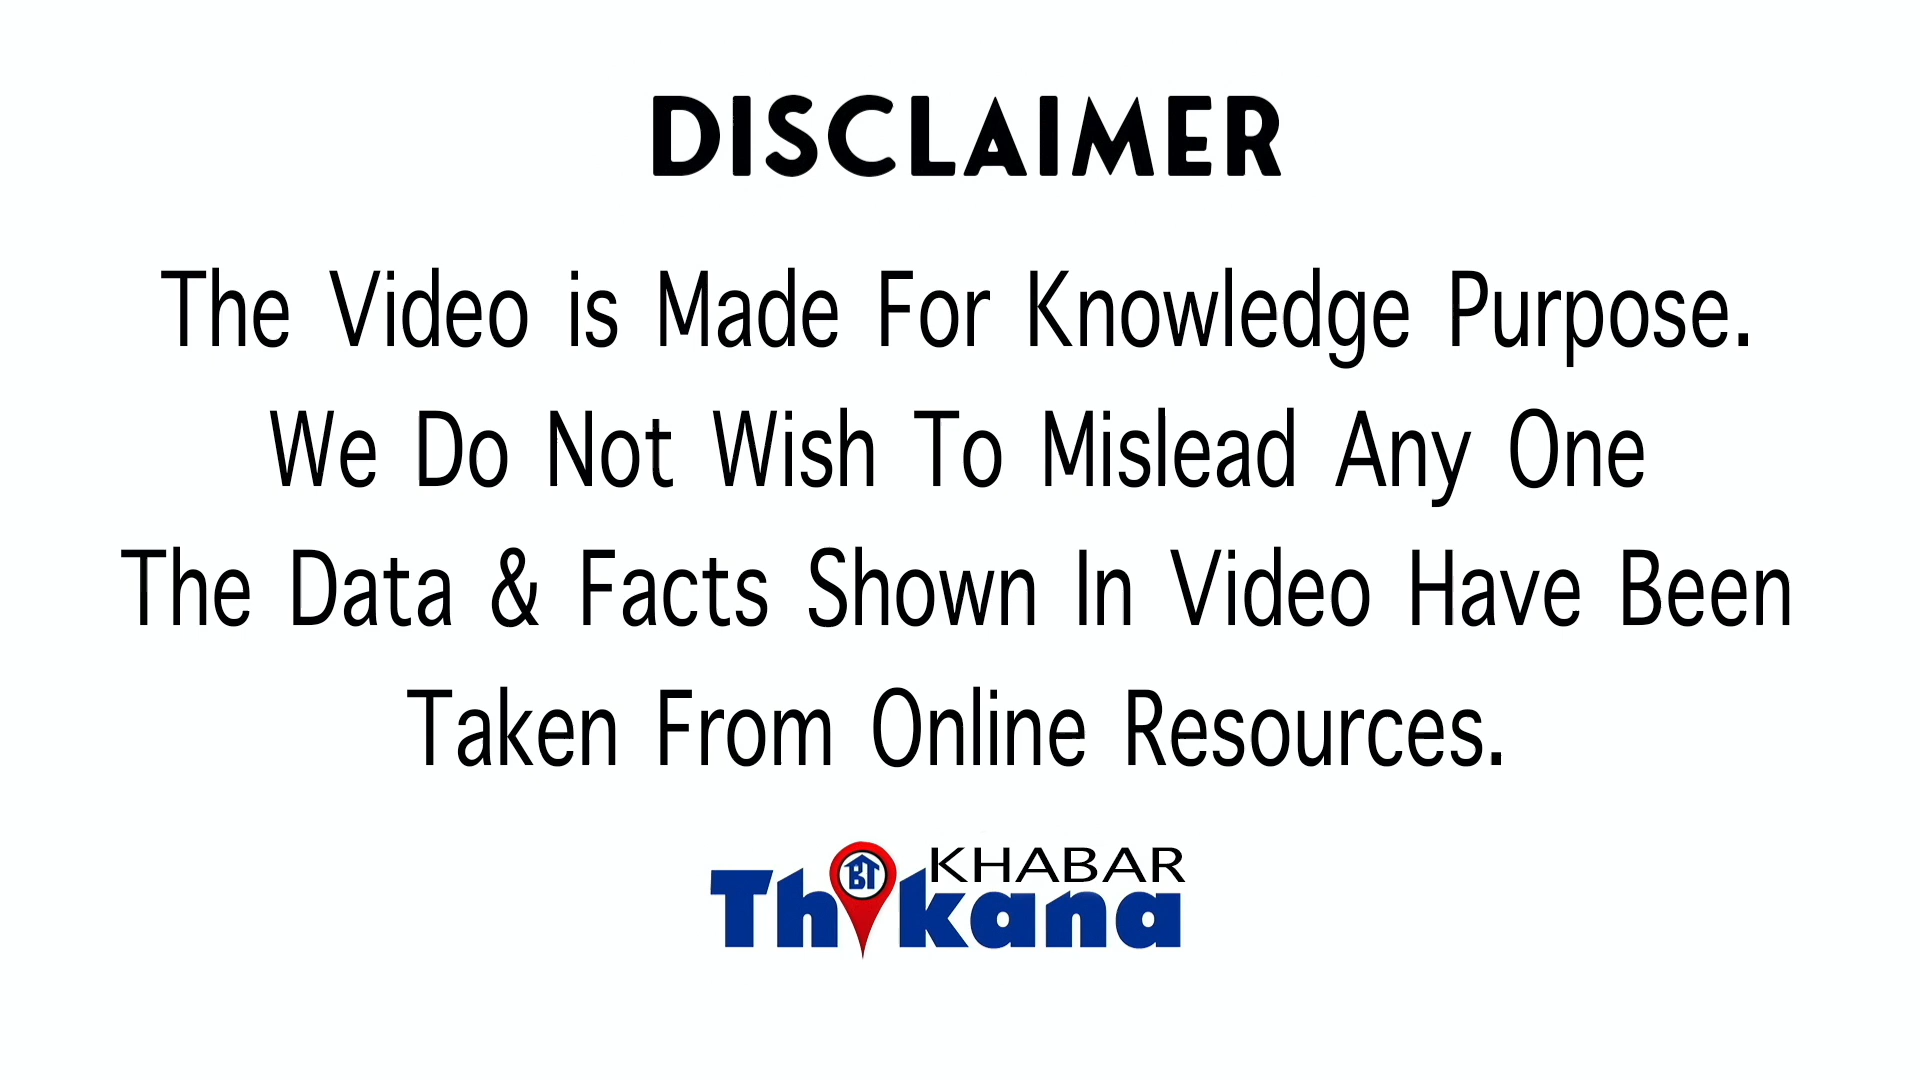 DISCLAIMER
The Video is Made For Knowledge Purpose.
We Do Not Wish To Mislead Any One
The Data & Facts Shown In Video Have Been
Taken From Online Resources.
KHABAR
BT
Thikana